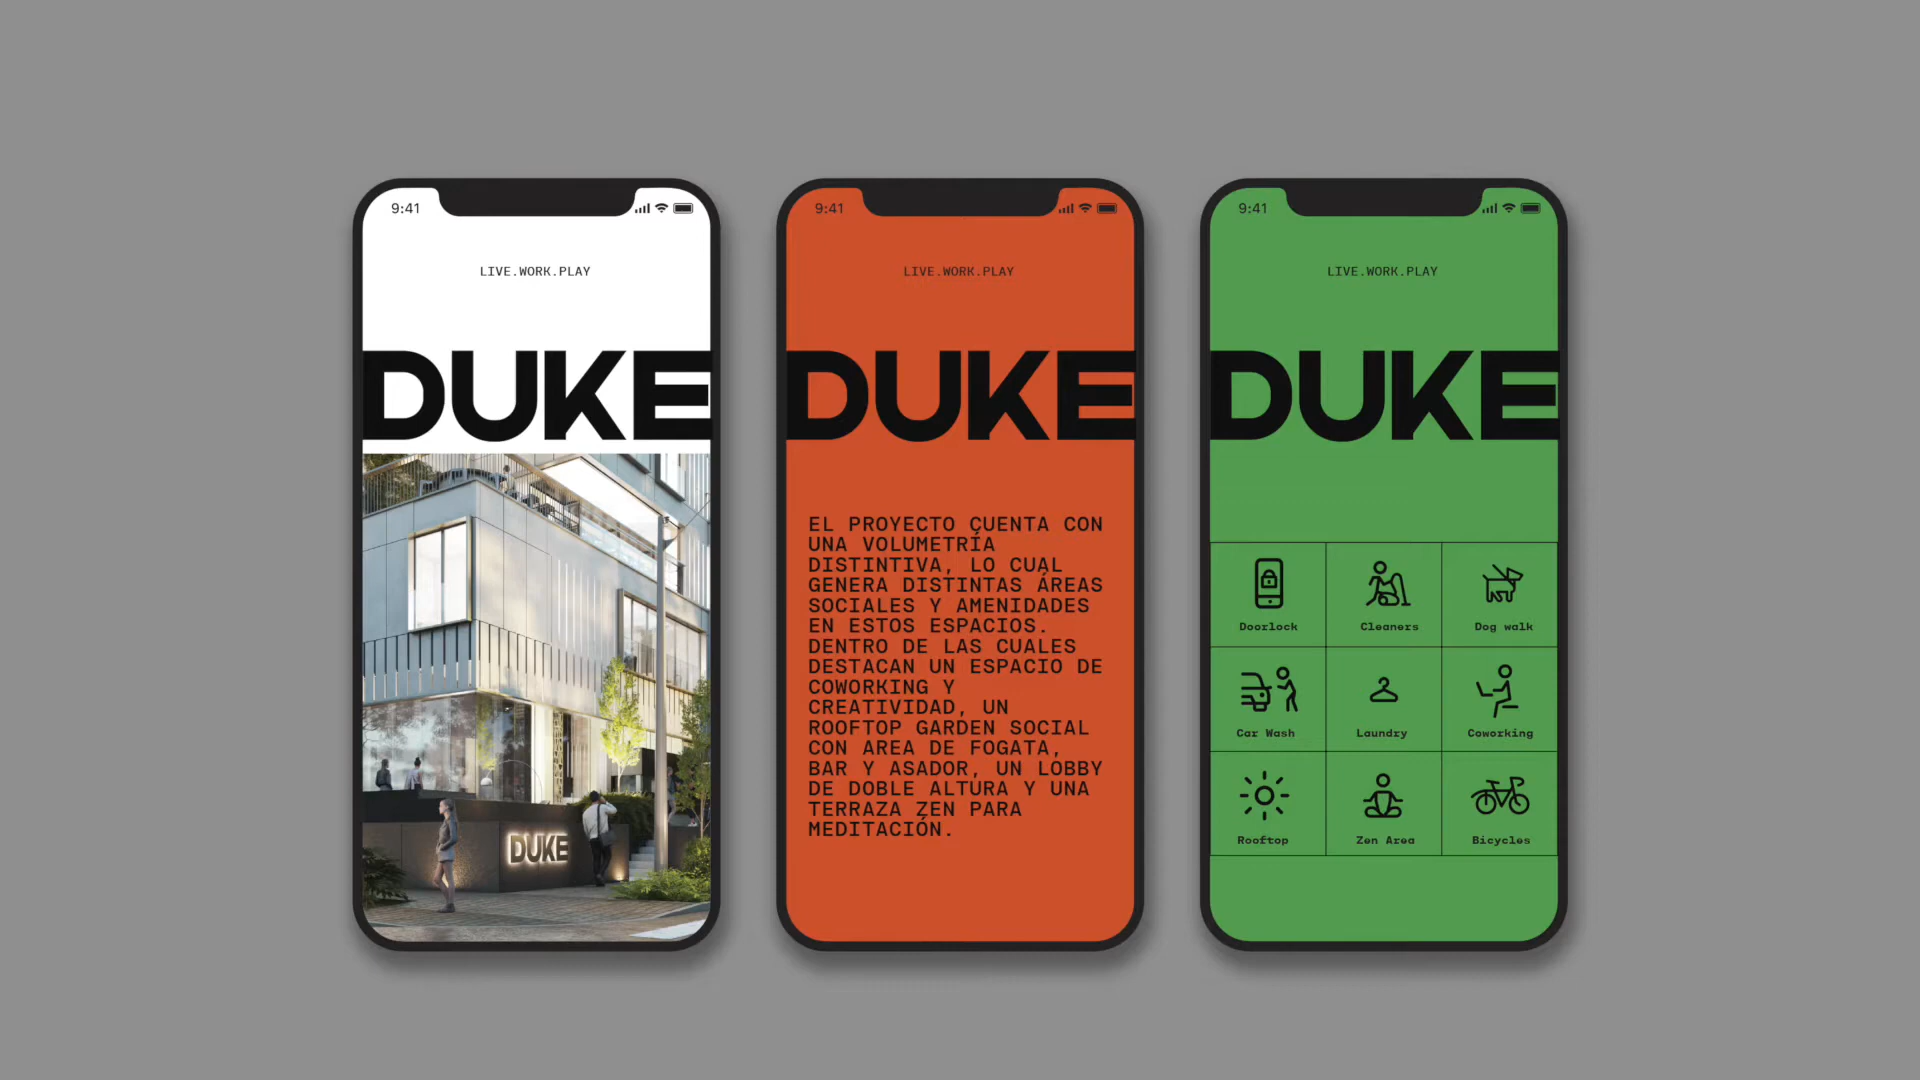 9:41
LIVE.WORK.PLAY
DUKE
DUKE
9:41
LIVE.WORK.PLAY
DUKE
EL PROYECTO CUENTA CON
UNA VOLUMETRÍA
DISTINTIVA, LO CUAL
GENERA DISTINTAS ÁREAS
SOCIALES Y AMENIDADES
EN ESTOS ESPACIOS.
DENTRO DE LAS CUALES
DESTACAN UN ESPACIO DE
COWORKING Y
CREATIVIDAD, UN
ROOFTOP GARDEN SOCIAL
CON AREA DE FOGATA,
BAR Y ASADOR, UN LOBBY
DE DOBLE ALTURA Y UNA
TERRAZA ZEN PARA
MEDITACIÓN.
9:41
LIVE.WORK.PLAY
DUKE
Doorlock
Cleaners
Dog walk
Car Wash
Laundry
Coworking
Rooftop
Zen Area
Bicycles